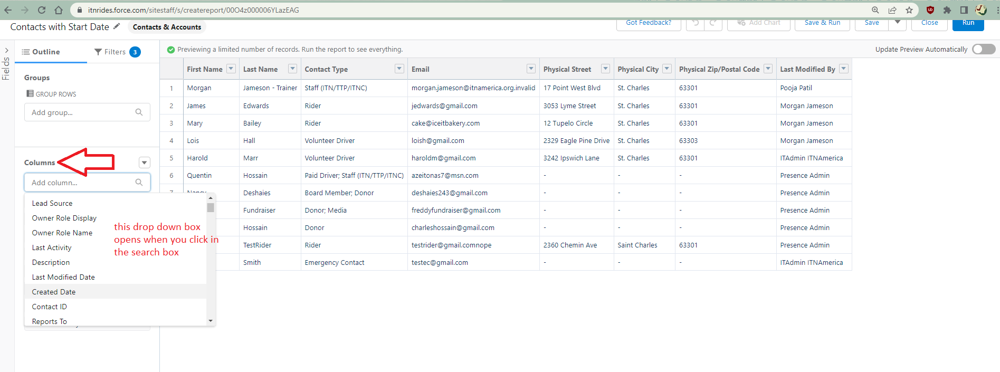 itnrides.force.com/sitestaff/s/createreport/00O4z000006YLazEAG
Contacts with Start Date Contacts & Accounts Got Feedback? Add Chart Save & Run Save Close Run
Fields
Outline Filters 3
Previewing a limited number of records. Run the report to see everything. Update Preview Automatically
Groups
GROUP ROWS
Add group...
Columns
Add column...
Lead Source
Owner Role Display
Owner Role Name
Last Activity
Description
Last Modified Date
Created Date
Contact ID
Reports To
this drop down box
opens when you click in
the search box
First Name Last Name Contact Type Email Physical Street Physical City Physical Zip/Postal Code Last Modified By
1 Morgan Jameson - Trainer Staff (ITN/TTP/ITNC) morgan.jameson@itnamerica.org.invalid 17 Point West Blvd St. Charles 63301 Pooja Patil
2 James Edwards Rider jedwards@gmail.com 3053 Lyme Street St. Charles 63301 Morgan Jameson
3 Mary Bailey Rider cake@iceitbakery.com 12 Tupelo Circle St. Charles 63301 Morgan Jameson
4 Lois Hall Volunteer Driver loish@gmail.com 2329 Eagle Pine Drive St. Charles 63303 Morgan Jameson
5 Harold Marr Volunteer Driver haroldm@gmail.com 3242 Ipswich Lane St. Charles 63301 ITAdmin ITNAmerica
6 Quentin Hossain Paid Driver; Staff (ITN/TTP/ITNC) azeitonas7@msn.com - - - Presence Admin
7 Nancy Deshaies Board Member; Donor deshaies243@gmail.com - - - Presence Admin
Fundraiser Donor; Media freddyfundraiser@gmail.com - - - Presence Admin
Hossain Donor charleshossain@gmail.com - - - Presence Admin
TestRider Rider testrider@gmail.comnope 2360 Chemin Ave Saint Charles 63301 Presence Admin
Smith Emergency Contact testec@gmail.com - - - ITAdmin ITNAmerica